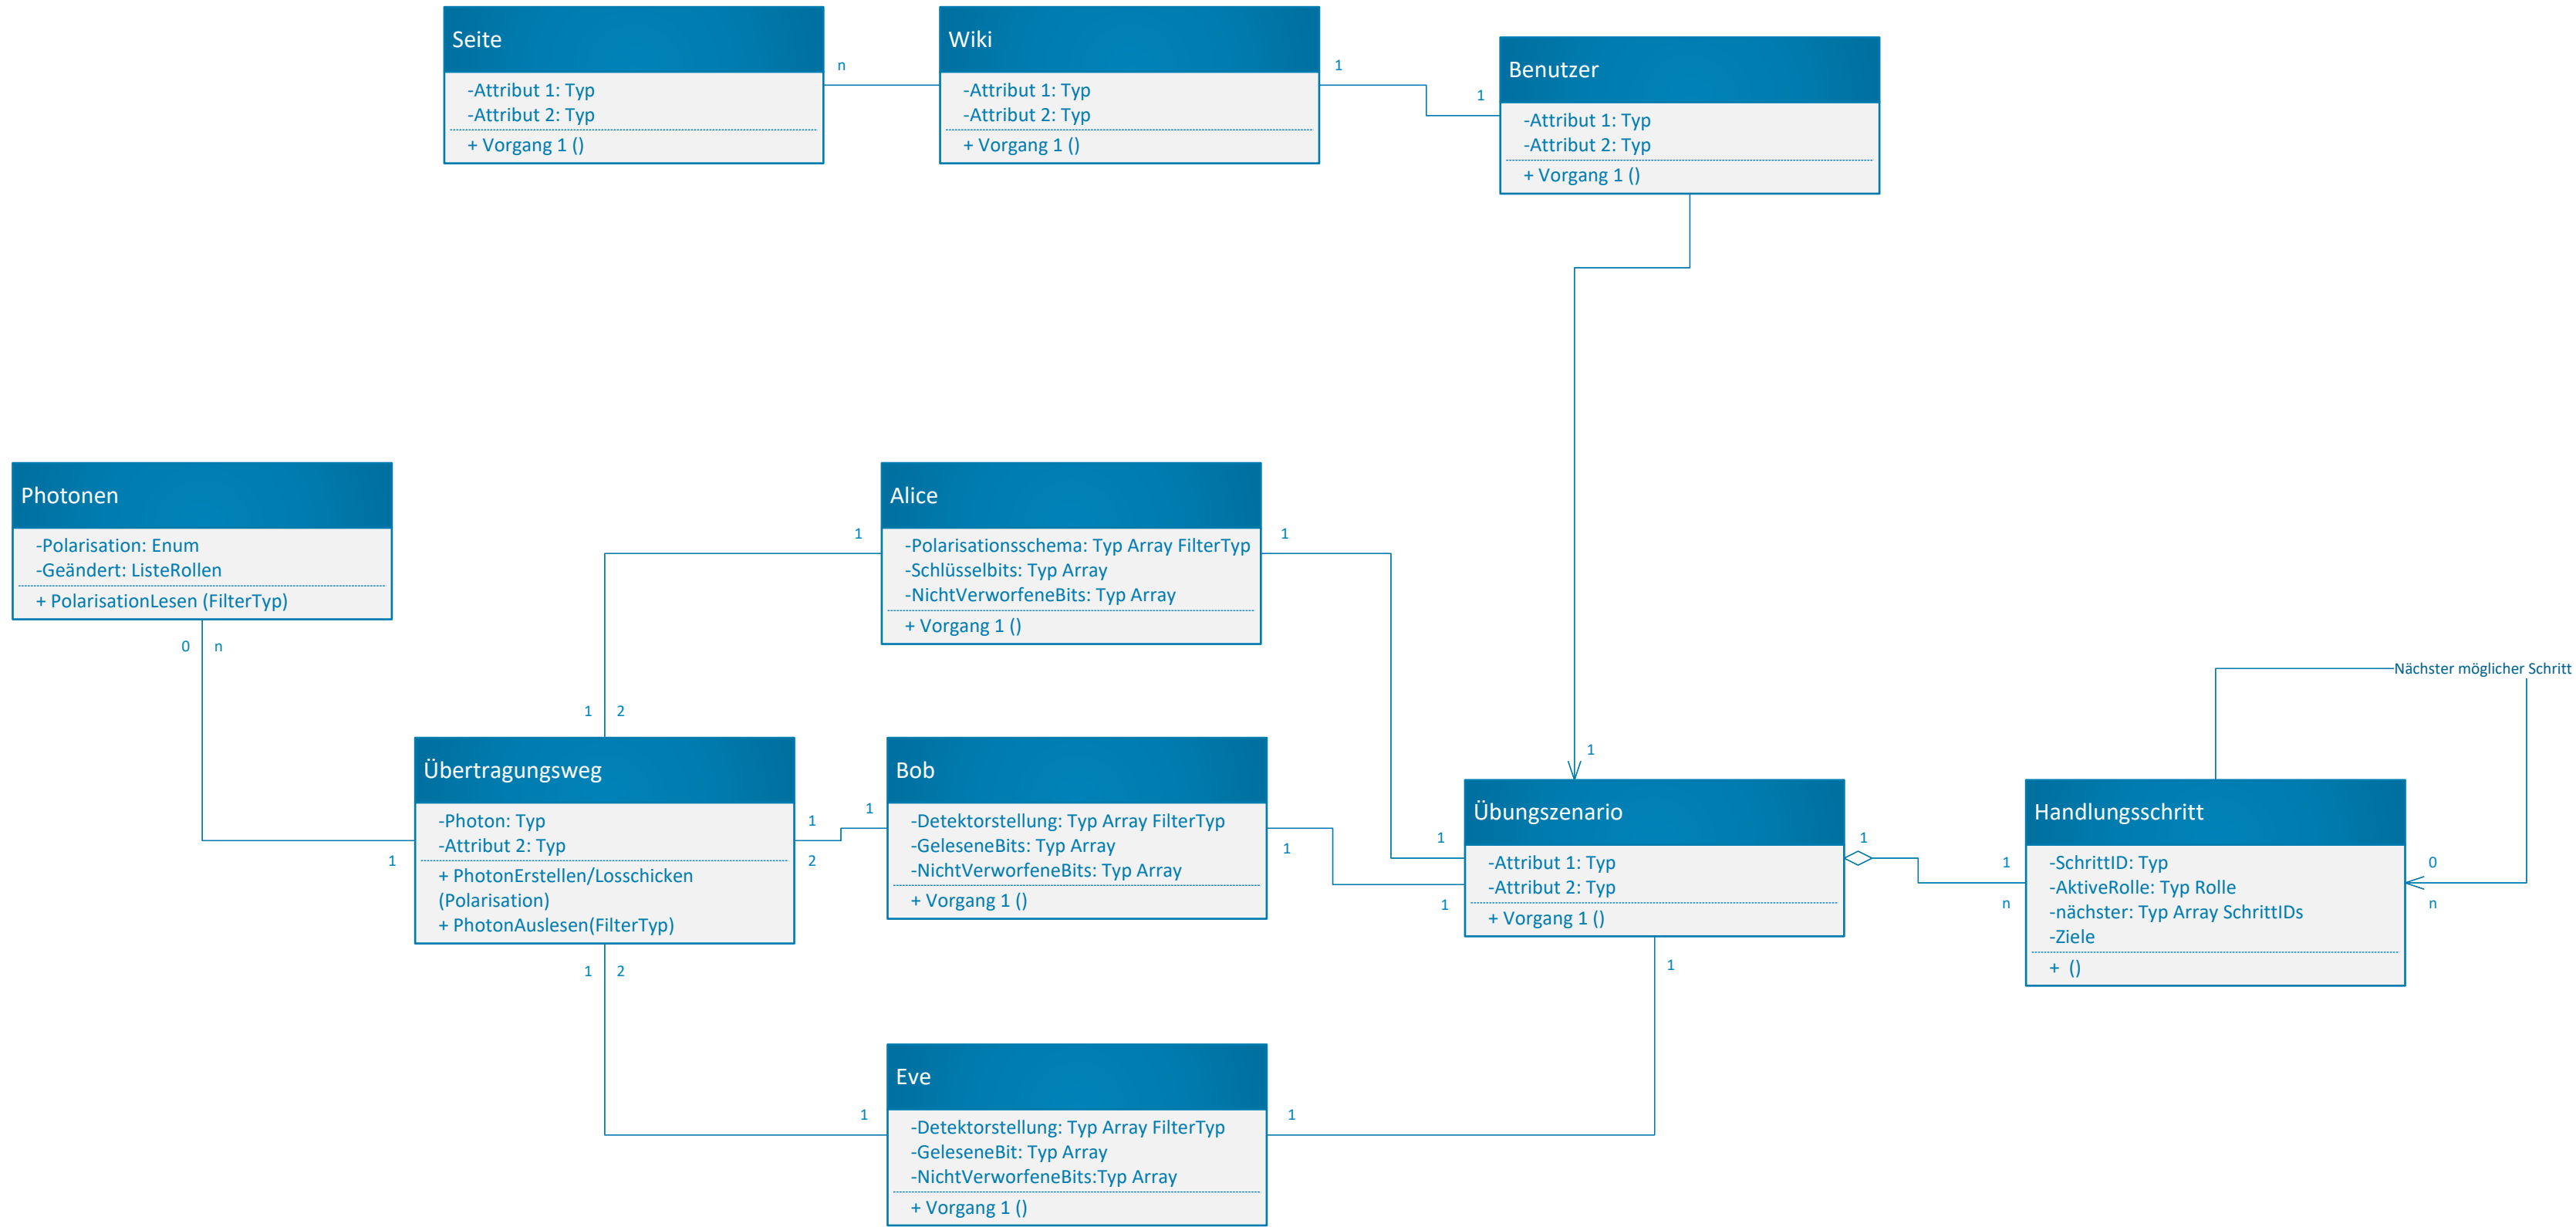 Seite
-Attribut 1: Typ
-Attribut 2: Typ
+ Vorgang 1 ()
n
Wiki
-Attribut 1: Typ
-Attribut 2: Typ
+ Vorgang 1 ()
1
1
Benutzer
-Attribut 1: Typ
-Attribut 2: Typ
+ Vorgang 1 ()
Photonen
-Polarisation: Enum
-Geändert: ListeRollen
+ PolarisationLesen (FilterTyp)
0 n
1
Alice
-Polarisationsschema: Typ Array FilterTyp
-Schlüsselbits: Typ Array
-NichtVerworfeneBits: Typ Array
+ Vorgang 1 ()
1
1
1 2
Übertragungsweg
-Photon: Typ
-Attribut 2: Typ
+ PhotonErstellen/Losschicken
(Polarisation)
+ PhotonAuslesen(FilterTyp)
1
2
1 2
1
Bob
-Detektorstellung: Typ Array FilterTyp
-GeleseneBits: Typ Array
-NichtVerworfeneBits: Typ Array
+ Vorgang 1 ()
1
1
Eve
-Detektorstellung: Typ Array FilterTyp
-GeleseneBit: Typ Array
-NichtVerworfeneBits:Typ Array
+ Vorgang 1 ()
1
1
1
1
Übungszenario
-Attribut 1: Typ
-Attribut 2: Typ
+ Vorgang 1 ()
1
1
1
n
Handlungsschritt
-SchrittID: Typ
-AktiveRolle: Typ Rolle
-nächster: Typ Array SchrittIDs
-Ziele
+ ()
Nächster möglicher Schritt
0
n